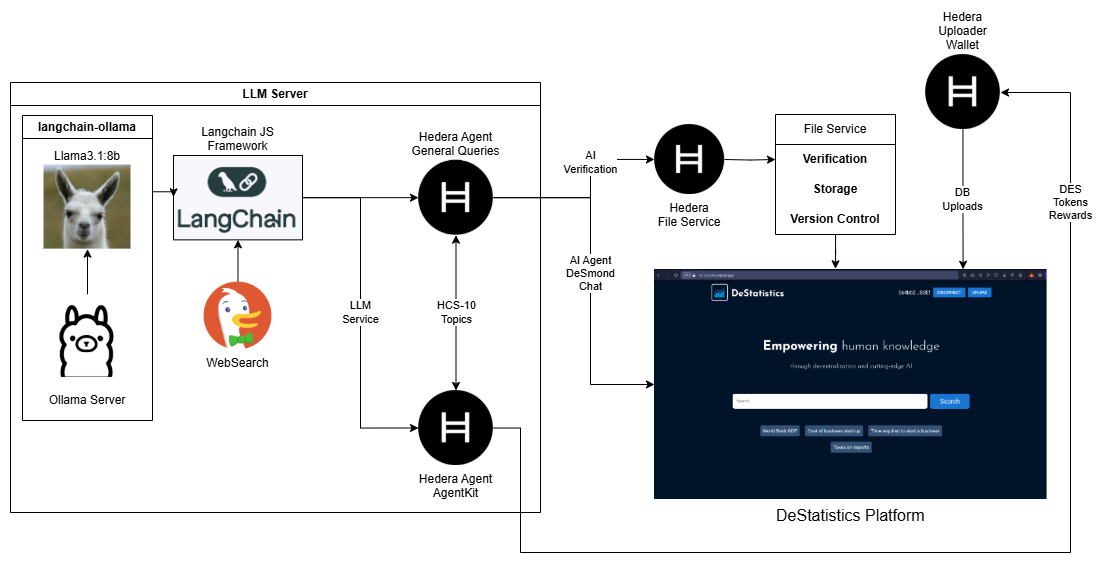 Hedera
Uploader
Wallet
LLM Server
langchain-ollama
Llama3.1:8b
Langchain JS
Framework
LangChain
Hedera Agent
General Queries
AI
Verification
Hedera
File Service
File Service
Verification
Storage
Version Control
DB
Uploads
DES
Tokens
Rewards
AI Agent
DeSmond
Chat
LLM
Service
HCS-10
Topics
WebSearch
Ollama Server
Hedera Agent
AgentKit
DeStatistics
DISCONNECT
UPLOAD
Empowering human knowledge
through decentralization and cutting-edge AI
Search
Search
World Bank GDP
Cost of business start up
Time required to start a business
Taxes on exports
DeStatistics Platform